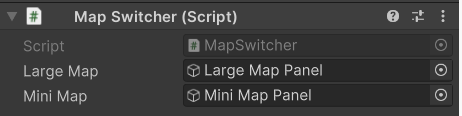 Map Switcher (Script)
Script MapSwitcher
Large Map Large Map Panel
Mini Map Mini Map Panel